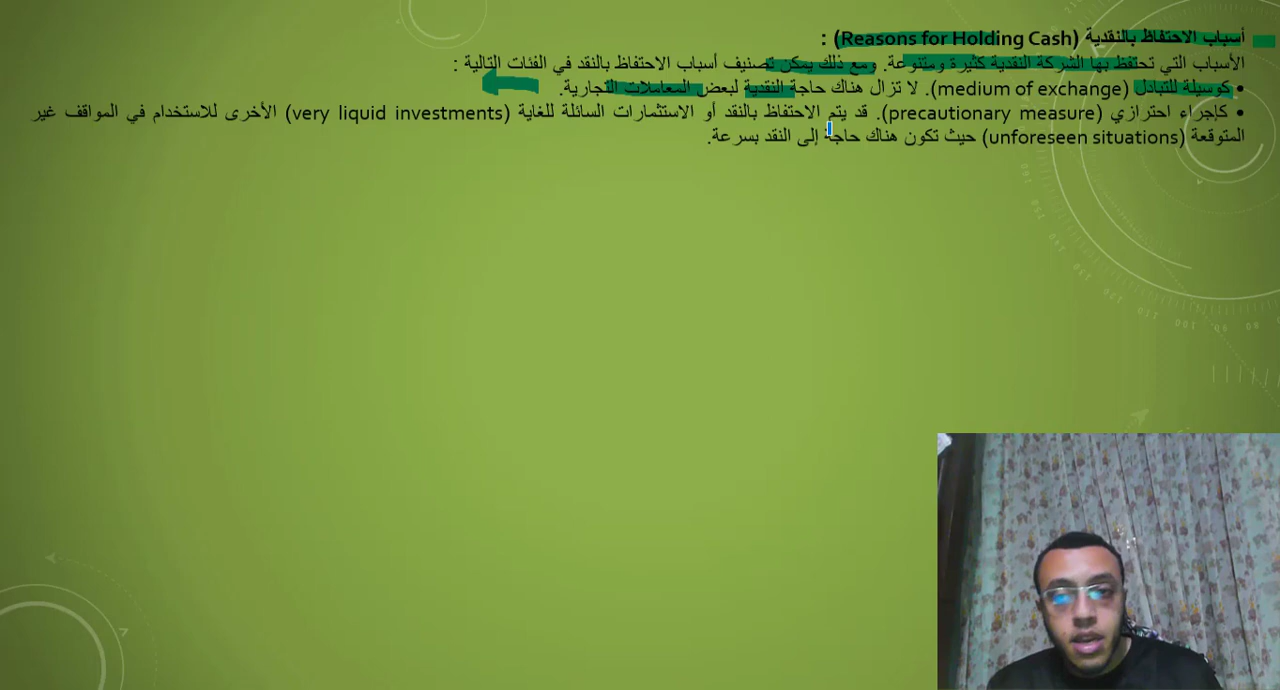 أسباب الاحتفاظ بالنقدية (Reasons for Holding Cash) :
الأسباب التي تحتفظ بها الشركة النقدية كثيرة ومتنوعة. ومع ذلك يمكن تصنيف أسباب الاحتفاظ بالنقد في الفئات التالية :
• كوسيلة للتبادل (medium of exchange). لا تزال هناك حاجة النقدية لبعض المعاملات التجارية.
• كإجراء احترازي (precautionary measure). قد يتم الاحتفاظ بالنقد أو الاستثمارات السائلة للغاية (very liquid investments) الأخرى للاستخدام في المواقف غير
المتوقعة (unforeseen situations) حيث تكون هناك حاجة إلى النقد بسرعة.